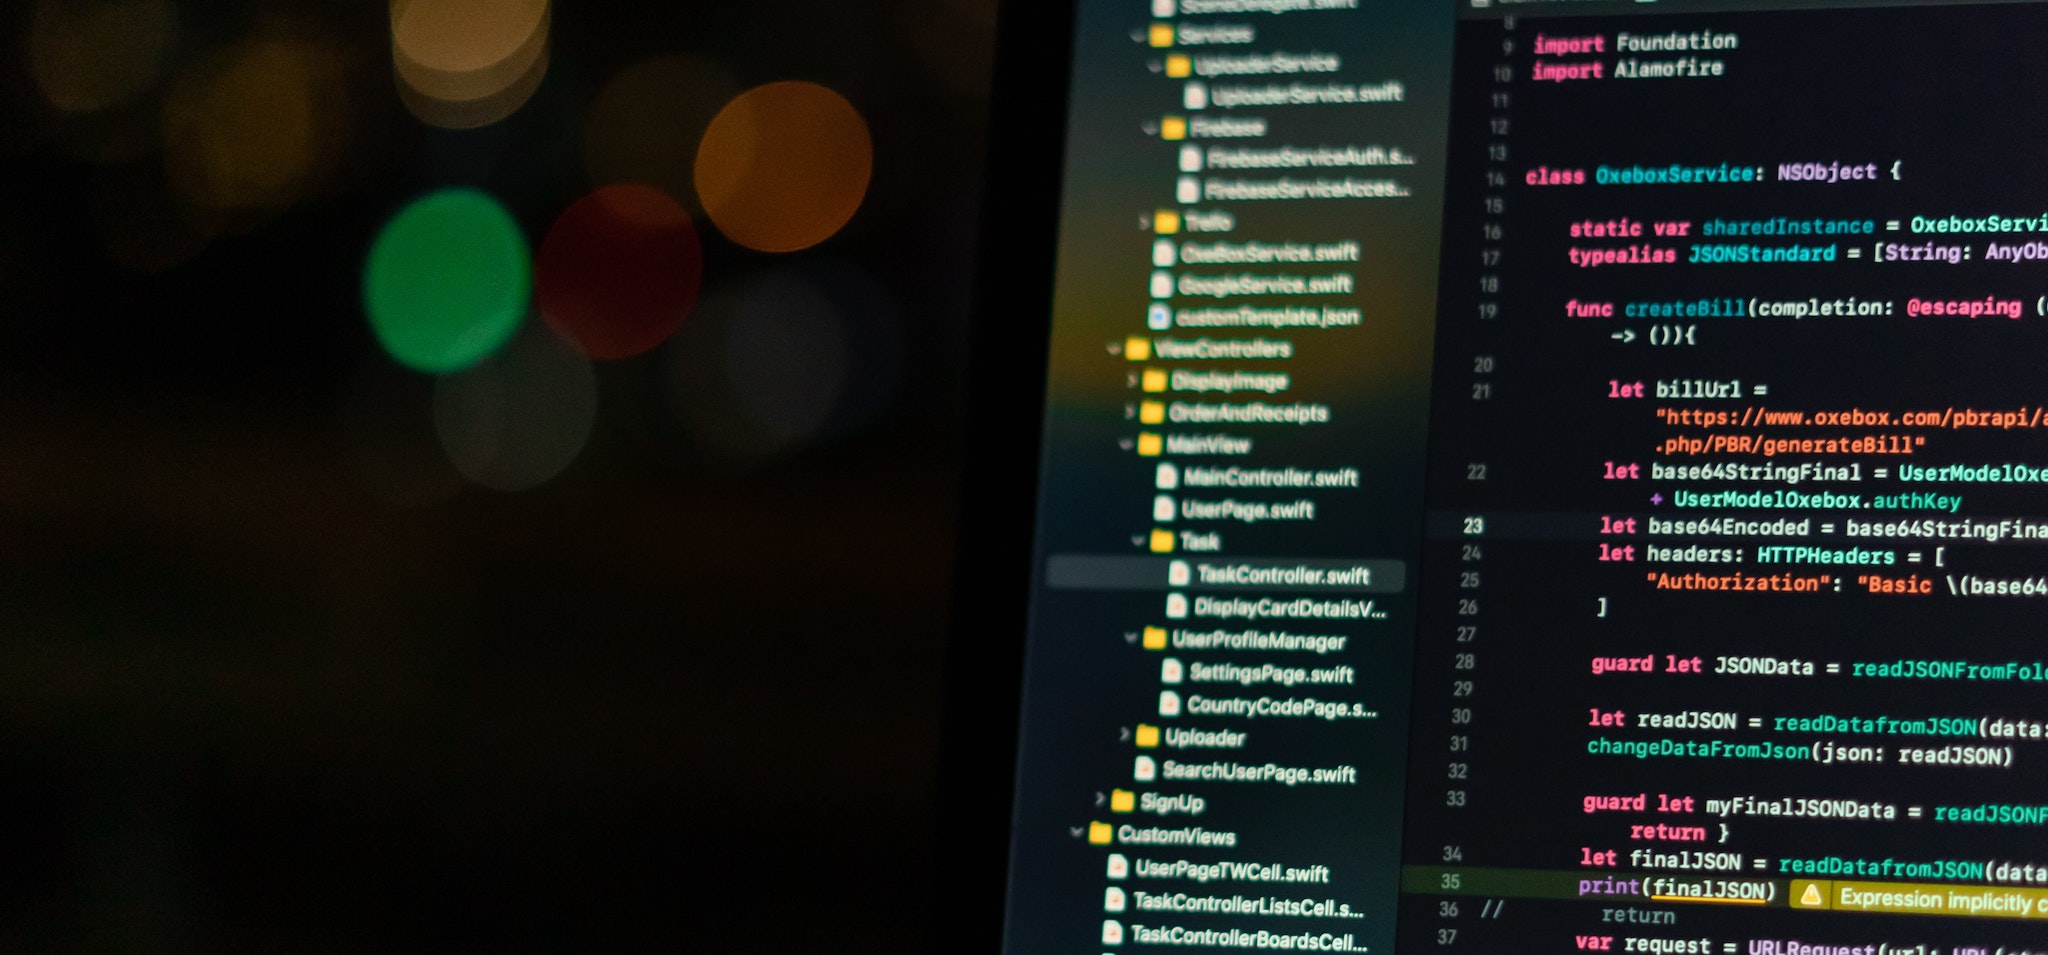 SceneDelegate.swift
Services
UploaderService
UploaderService.swift
Firebase
FirebaseServiceAuth.s...
FirebaseServiceAcces...
Trello
OxeBoxService.swift
GoogleService.swift
customTemplate.json
ViewControllers
DisplayImage
OrderAndReceipts
MainView
MainController.swift
UserPage.swift
Task
TaskController.swift
DisplayCardDetailsV...
UserProfileManager
SettingsPage.swift
CountryCodePage.s...
Uploader
SearchUserPage.swift
SignUp
CustomViews
UserPageTWCell.swift
TaskControllerListsCell.s...
TaskControllerBoardsCell...
8
9 import Foundation
10 import Alamofire
11
12
13
14 class OxeboxService: NSObject {
15
16 static var sharedInstance = OxeboxServi
17 typealias JSONStandard = [String: AnyOb
18
19 func createBill(completion: @escaping (
-> ()){
20
21 let billUrl =
"https://www.oxebox.com/pbrapi/a
.php/PBR/generateBill"
22 let base64StringFinal = UserModelOxe
+ UserModelOxebox.authKey
23 let base64Encoded = base64StringFina
24 let headers: HTTPHeaders = [
25 "Authorization": "Basic \(base64
26 ]
27
28 guard let JSONData = readJSONFromFol
29
30 let readJSON = readDatafromJSON(data:
31 changeDataFromJson(json: readJSON)
32
33 guard let myFinalJSONData = readJSONF
return }
34 let finalJSON = readDatafromJSON(data
35 print(finalJSON) Expression implicitly c
36 // return
37 var request = URLRequest(url: URL(